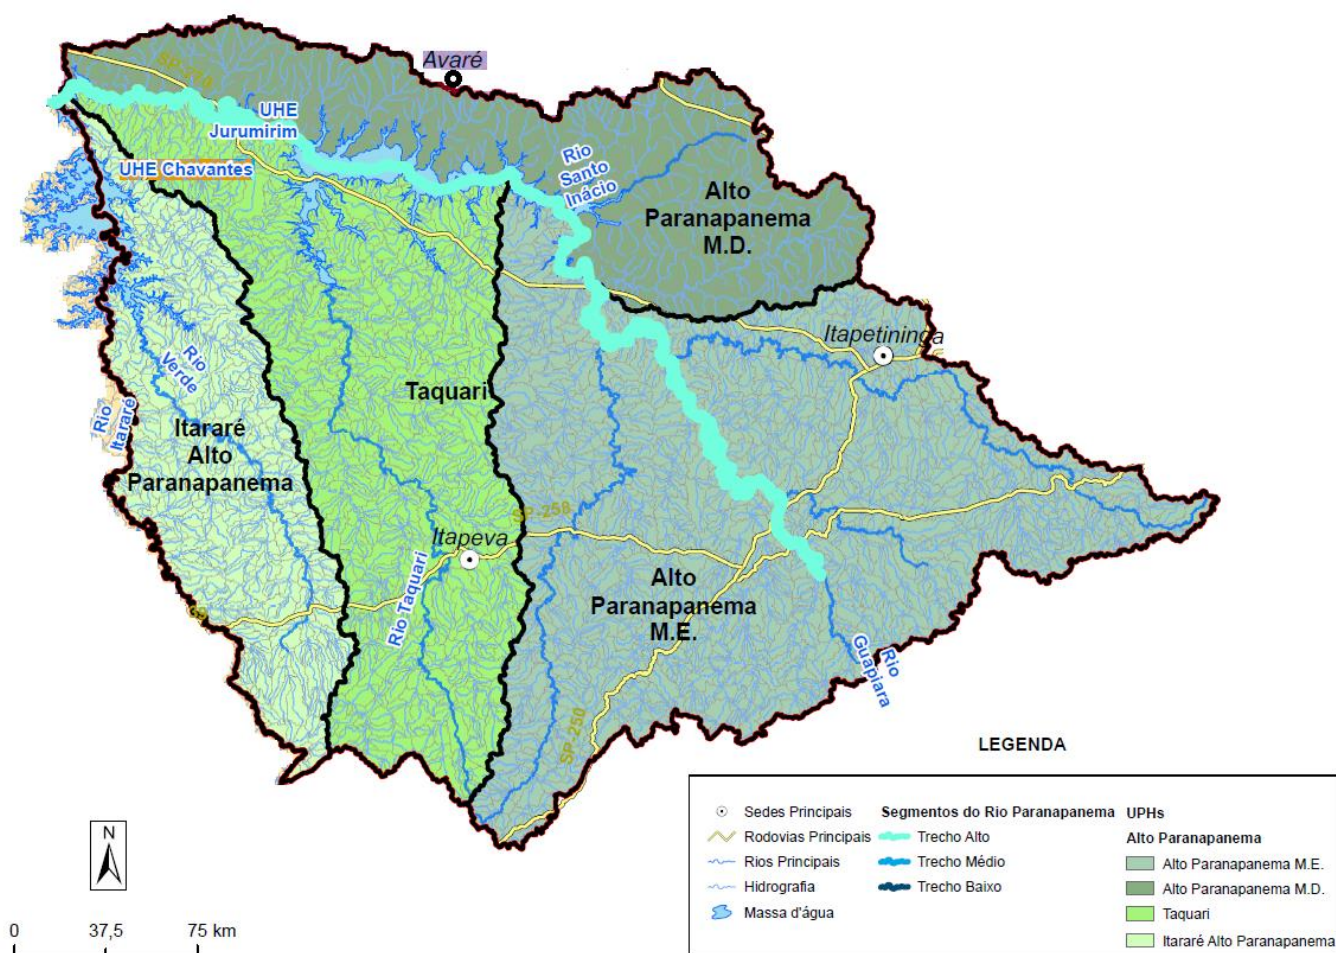 Avaré
SP-270
UHE
Jurumirim
UHE Chavantes
Rio
Santo
Inácio
Alto
Paranapanema
M.D.
Itapetininga
Rio
Verde
Rio
Itararé
Taquari
Itararé
Alto
Paranapanema
SP-258
Itapeva
Rio Taquari
Alto
Paranapanema
M.E.
Rio
Guapiara
SP-250
LEGENDA
Sedes Principais
Rodovias Principais
Rios Principais
Hidrografia
Massa d'água
Segmentos do Rio Paranapanema
Trecho Alto
Trecho Médio
Trecho Baixo
UPHs
Alto Paranapanema
Alto Paranapanema M.E.
Alto Paranapanema M.D.
Taquari
Itararé Alto Paranapanema
N
0 37,5 75 km